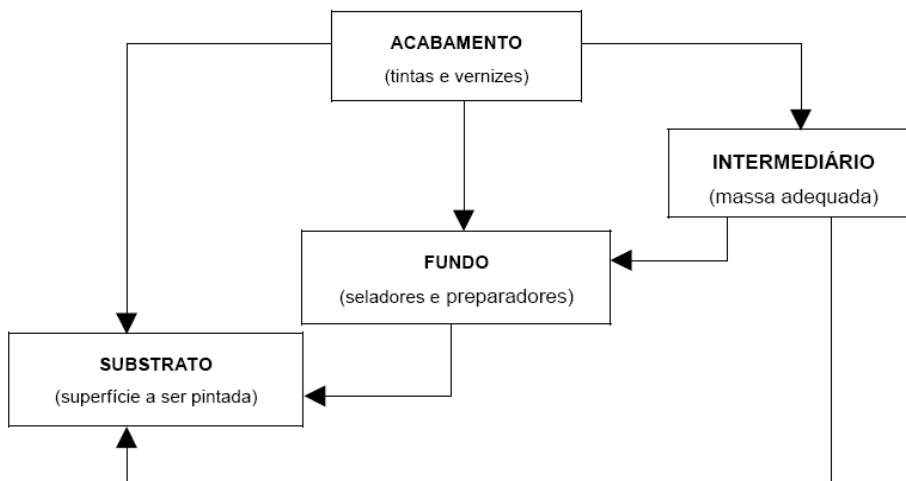 ACABAMENTO
(tintas e vernizes)
INTERMEDIÁRIO
(massa adequada)
FUNDO
(seladores e preparadores)
SUBSTRATO
(superfície a ser pintada)